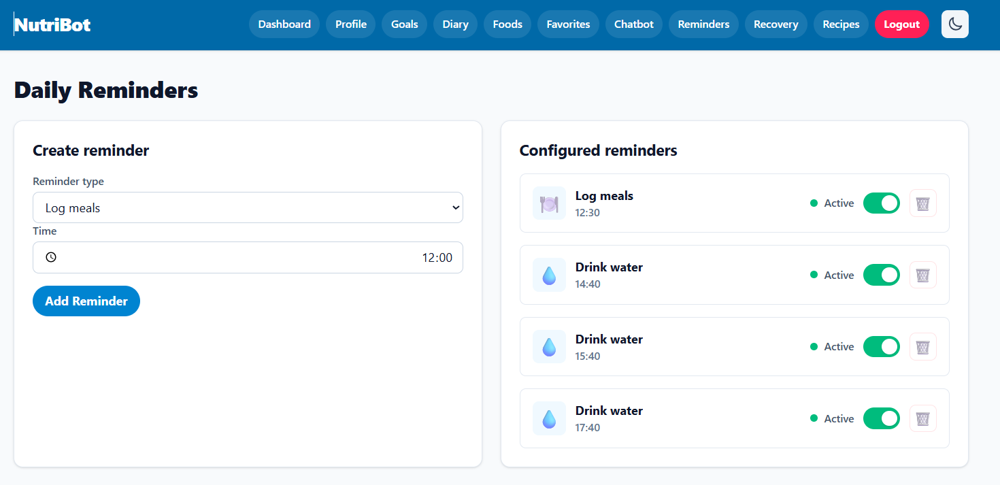 NutriBot
Dashboard Profile Goals Diary Foods Favorites Chatbot Reminders Recovery Recipes Logout
Daily Reminders
Create reminder
Reminder type
Log meals
Time
12:00
Add Reminder
Configured reminders
Log meals
12:30
Active
Drink water
14:40
Active
Drink water
15:40
Active
Drink water
17:40
Active